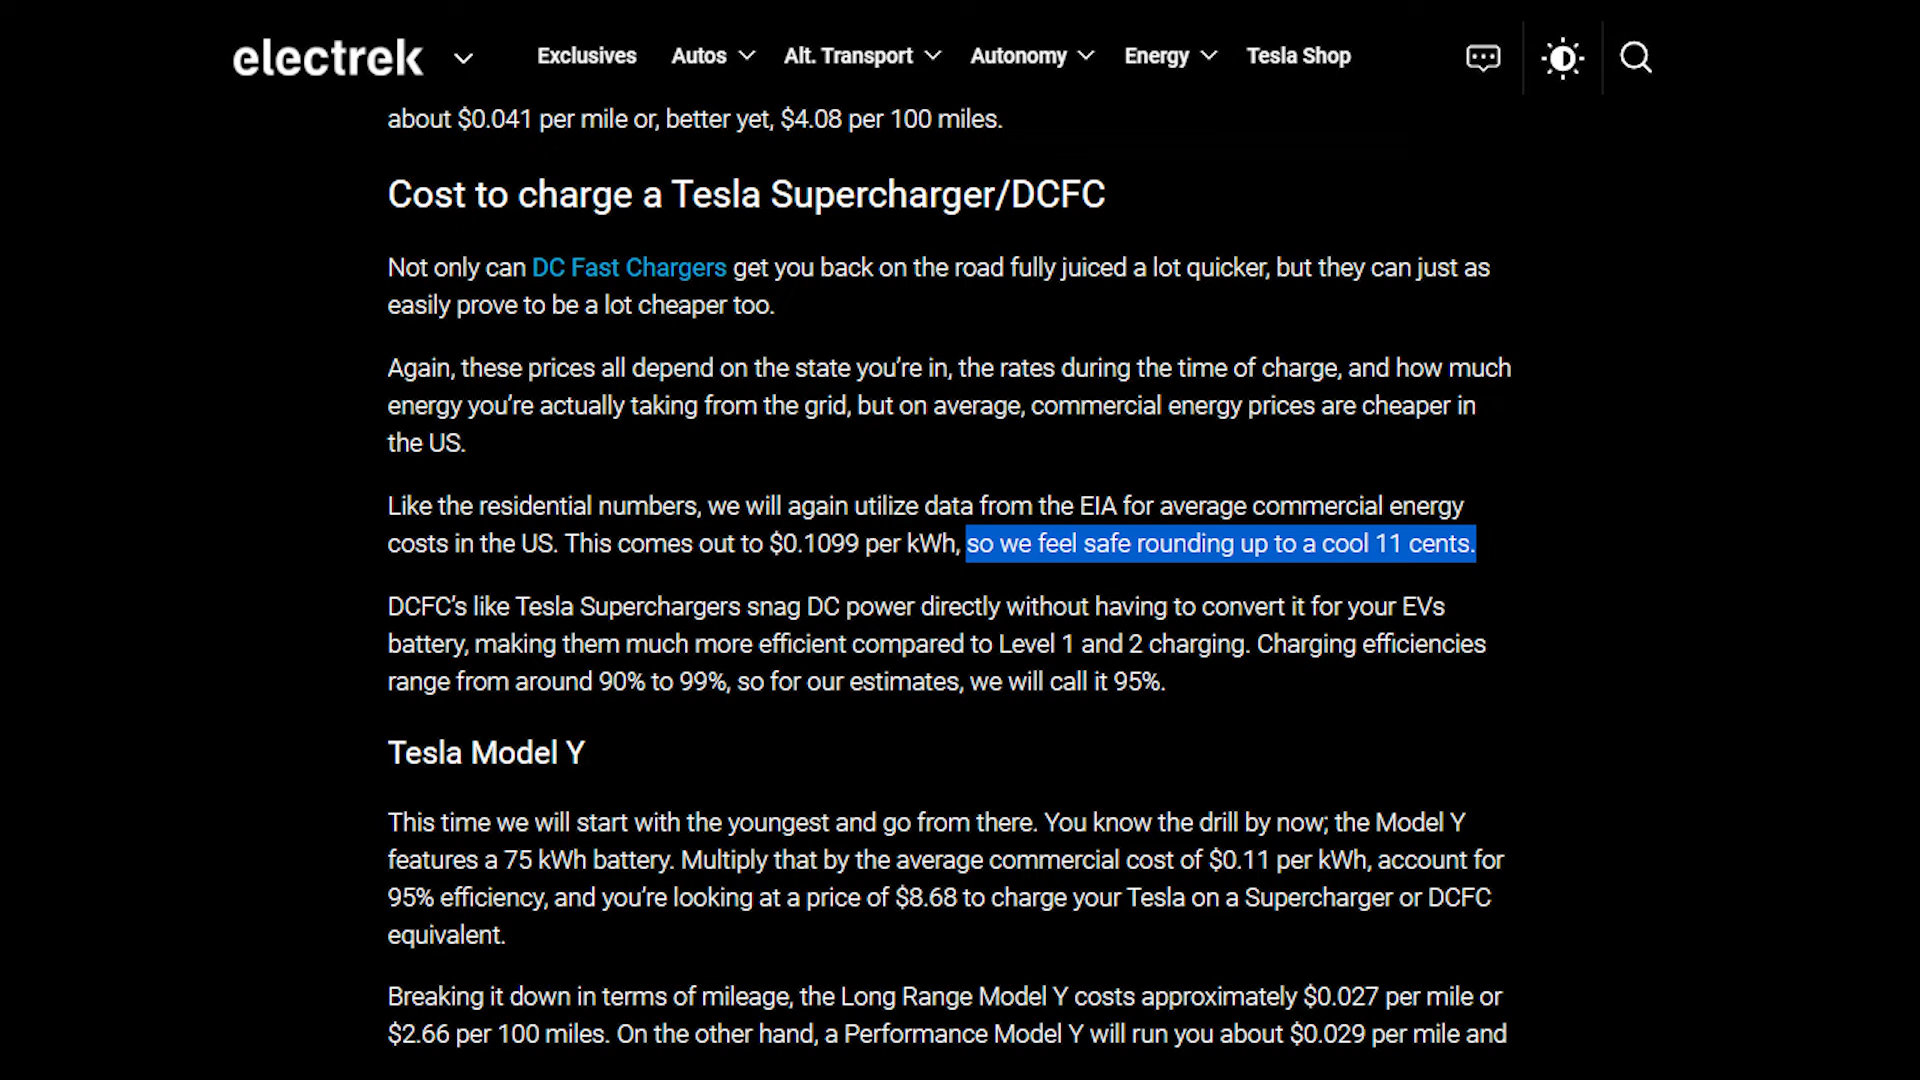 electrek Exclusives Autos Alt. Transport Autonomy Energy Tesla Shop
about $0.041 per mile or, better yet, $4.08 per 100 miles.
Cost to charge a Tesla Supercharger/DCFC
Not only can DC Fast Chargers get you back on the road fully juiced a lot quicker, but they can just as
easily prove to be a lot cheaper too.
Again, these prices all depend on the state you’re in, the rates during the time of charge, and how much
energy you’re actually taking from the grid, but on average, commercial energy prices are cheaper in
the US.
Like the residential numbers, we will again utilize data from the EIA for average commercial energy
costs in the US. This comes out to $0.1099 per kWh, so we feel safe rounding up to a cool 11 cents.
DCFC’s like Tesla Superchargers snag DC power directly without having to convert it for your EVs
battery, making them much more efficient compared to Level 1 and 2 charging. Charging efficiencies
range from around 90% to 99%, so for our estimates, we will call it 95%.
Tesla Model Y
This time we will start with the youngest and go from there. You know the drill by now; the Model Y
features a 75 kWh battery. Multiply that by the average commercial cost of $0.11 per kWh, account for
95% efficiency, and you’re looking at a price of $8.68 to charge your Tesla on a Supercharger or DCFC
equivalent.
Breaking it down in terms of mileage, the Long Range Model Y costs approximately $0.027 per mile or
$2.66 per 100 miles. On the other hand, a Performance Model Y will run you about $0.029 per mile and